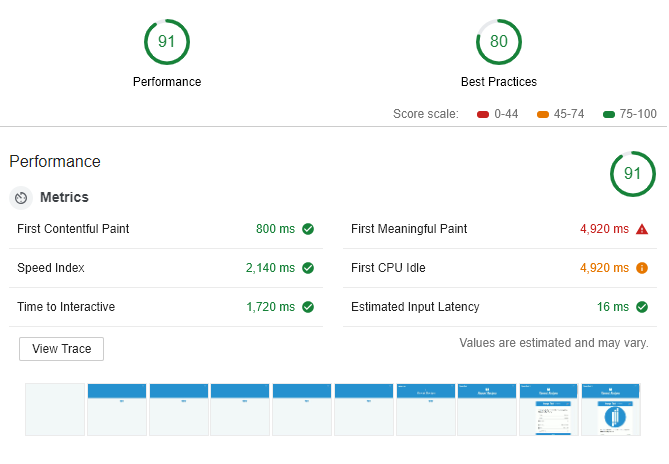 91
Performance
80
Best Practices
Score scale: 0-44 45-74 75-100
Performance
91
Metrics
First Contentful Paint 800 ms
First Meaningful Paint 4,920 ms
Speed Index 2,140 ms
First CPU Idle 4,920 ms
Time to Interactive 1,720 ms
Estimated Input Latency 16 ms
View Trace
Values are estimated and may vary.